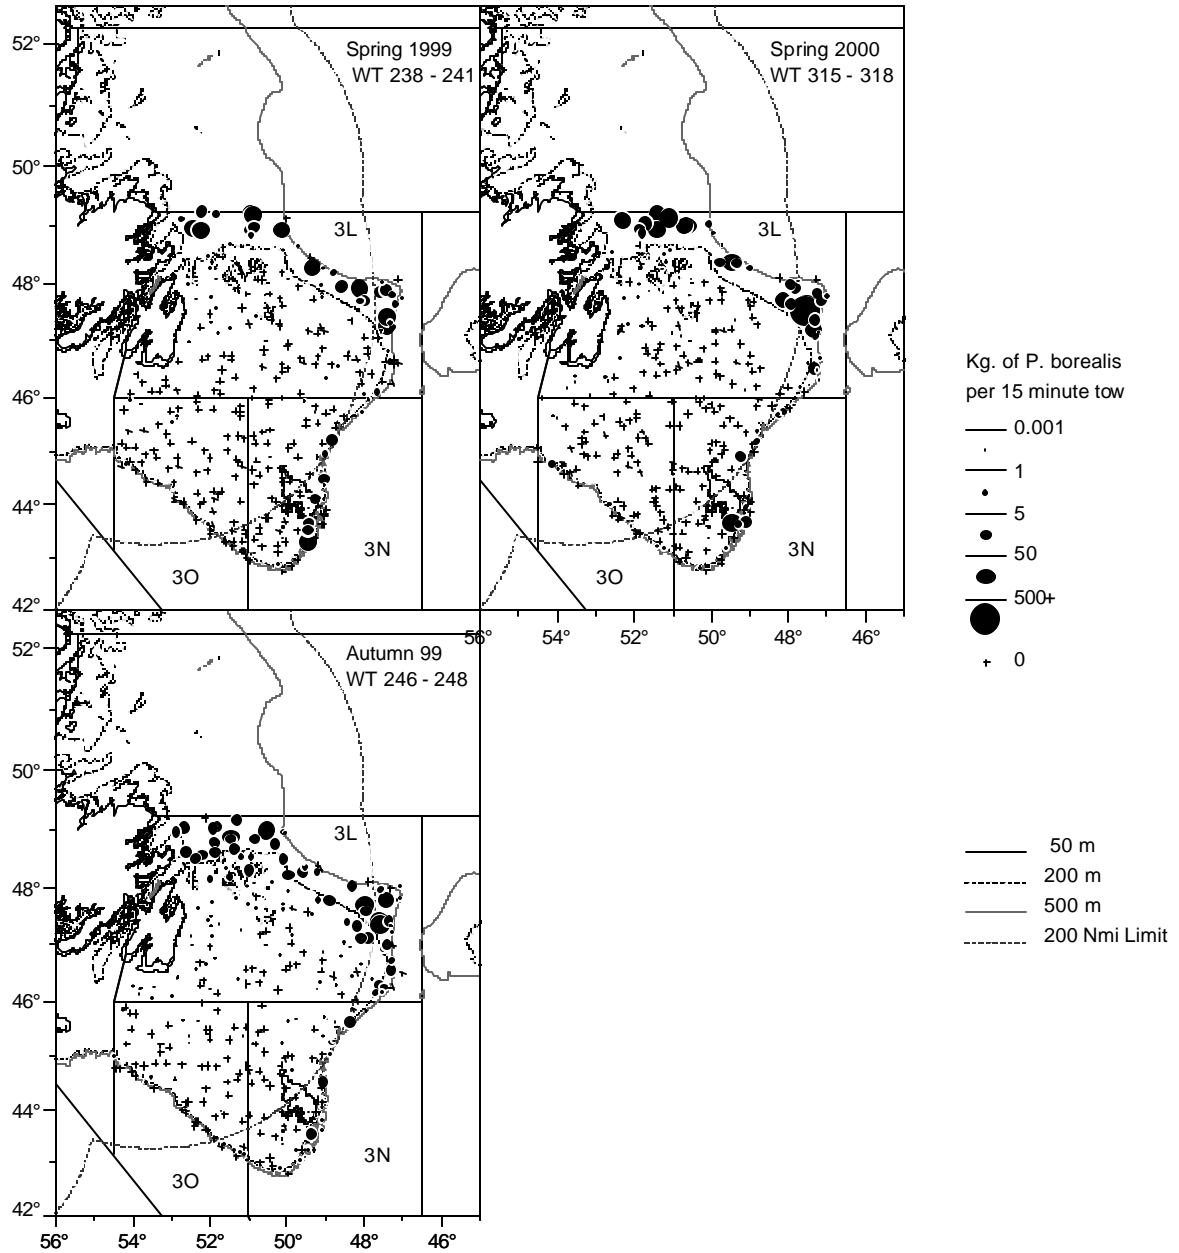 Spring 1999
WT 238 - 241
52°
50°
3L
48°
46°
44°
3N
3O
42°
Spring 2000
WT 315 - 318
3L
3N
3O
56° 54° 52° 50° 48° 46°
Kg. of P. borealis
per 15 minute tow
0.001
1
5
50
500+
0
Autumn 99
WT 246 - 248
52°
50°
3L
48°
46°
44°
3N
3O
42°
56° 54° 52° 50° 48° 46°
50 m
200 m
500 m
200 Nmi Limit